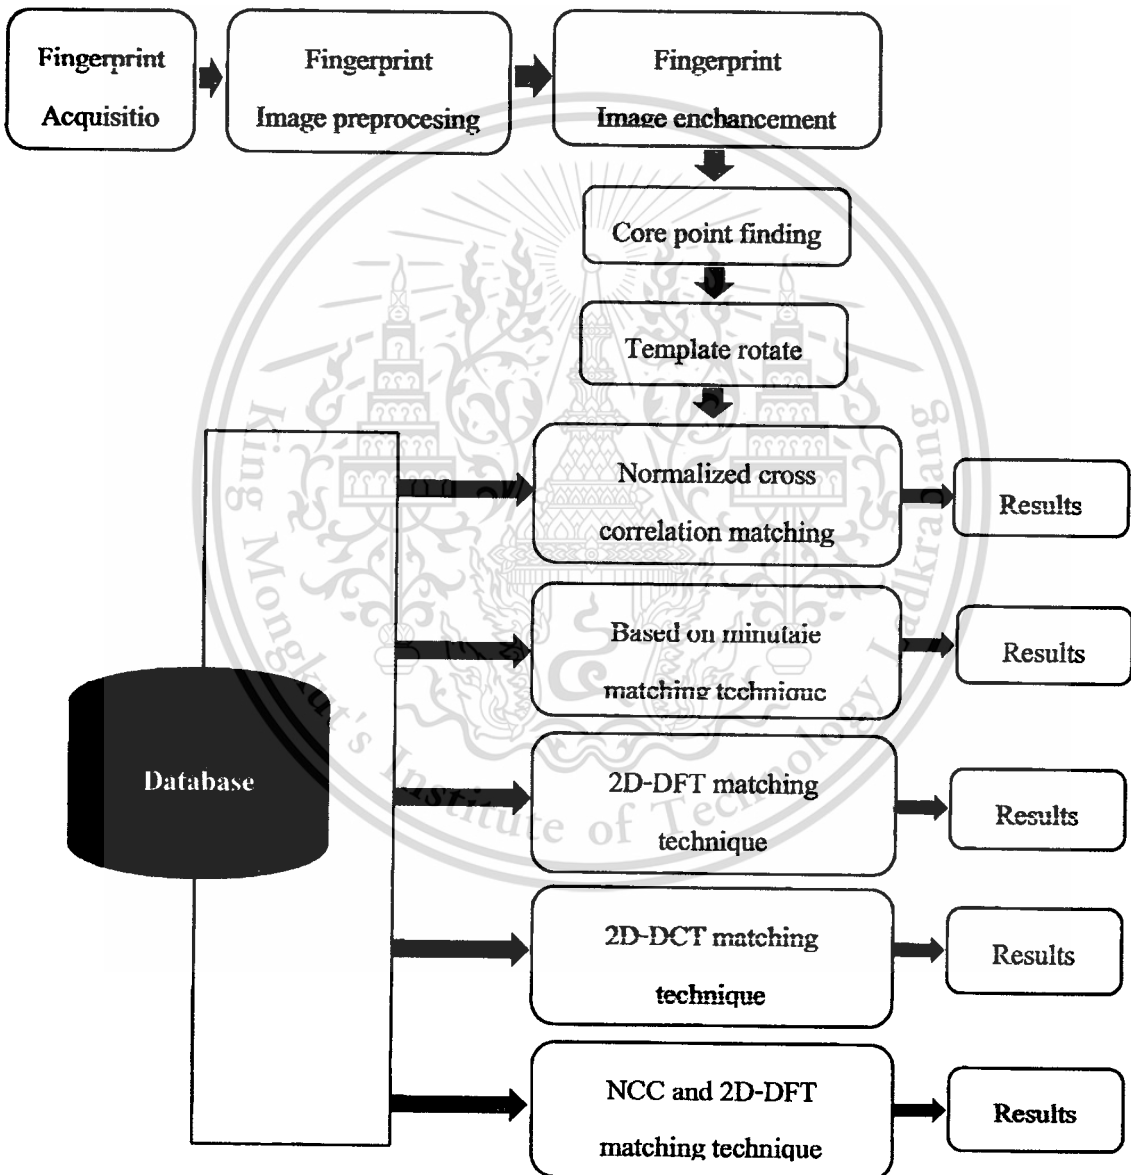 Fingerprint
Acquisitio
Fingerprint
Image preprocesing
Fingerprint
Image enchancement
Core point finding
Template rotate
Normalized cross
correlation matching
Results
Based on minutaie
matching technique
Results
Database
2D-DFT matching
technique
Results
2D-DCT matching
technique
Results
NCC and 2D-DFT
matching technique
Results
King Mongkut's Institute of Technology Ladkrabang